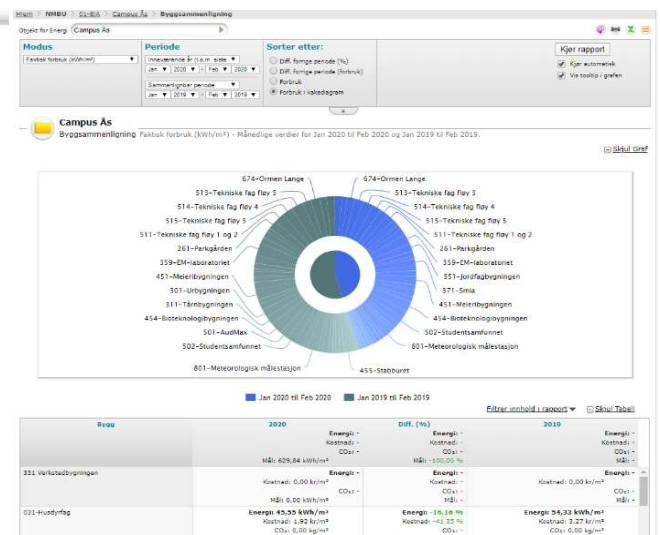 Hjem > NMBU > 01-BIA > Campus Ås > Byggsammenligning
Objekt for Energi Campus Ås
Modus
Faktisk forbruk (kWh/m²)
Periode
Inneværende år (t.o.m. siste
Jan 2020 - Feb 2020
Sammenlignbar periode
Jan 2019 - Feb 2019
Sorter etter:
Diff. forrige periode (%)
Diff. forrige periode (forbruk)
Forbruk
Forbruk i kakediagram
Kjør rapport
Kjør automatisk
Vis tooltip i grafen
Campus Ås
Byggsammenligning Faktisk forbruk (kWh/m²) - Månedlige verdier for Jan 2020 til Feb 2020 og Jan 2019 til Feb 2019.
Skjul Graf
674-Ormen Lange
513-Tekniske fag fløy 5
514-Tekniske fag fløy 4
515-Tekniske fag fløy 3
511-Tekniske fag fløy 1 og 2
261-Parkgården
359-EM-laboratoriet
451-Meieribygningen
301-Urbygningen
311-Tårnbygningen
454-Bioteknologibygningen
501-AudMax
502-Studentsamfunnet
801-Meteorologisk målestasjon
674-Ormen Lange
513-Tekniske fag fløy 5
514-Tekniske fag fløy 4
515-Tekniske fag fløy 3
511-Tekniske fag fløy 1 og 2
261-Parkgården
359-EM-laboratoriet
351-Jordfagbygningen
371-Smia
451-Meieribygningen
454-Bioteknologibygningen
502-Studentsamfunnet
801-Meteorologisk målestasjon
455-Stabburet
Jan 2020 til Feb 2020 Jan 2019 til Feb 2019
Filtrer innhold i rapport Skjul Tabell
Bygg 2020 Diff. (%) 2019
Energi: - Energi: - Energi: -
Kostnad: - Kostnad: - Kostnad: -
CO₂: - CO₂: - CO₂: -
Mål: 629,84 kWh/m² Mål: -100,00 % Mål: -
331 Verkstedbygningen Energi: - Energi: - Energi: -
Kostnad: 0,00 kr/m² Kostnad: - Kostnad: 0,00 kr/m²
CO₂: - CO₂: - CO₂: -
Mål: 0,00 kWh/m² Mål: - Mål: -
031-Husdyrfag Energi: 45,55 kWh/m² Energi: -16,16 % Energi: 54,33 kWh/m²
Kostnad: 1,92 kr/m² Kostnad: -41,25 % Kostnad: 3,27 kr/m²
CO₂: 0,00 kg/m² CO₂: - CO₂: 0,00 kg/m²